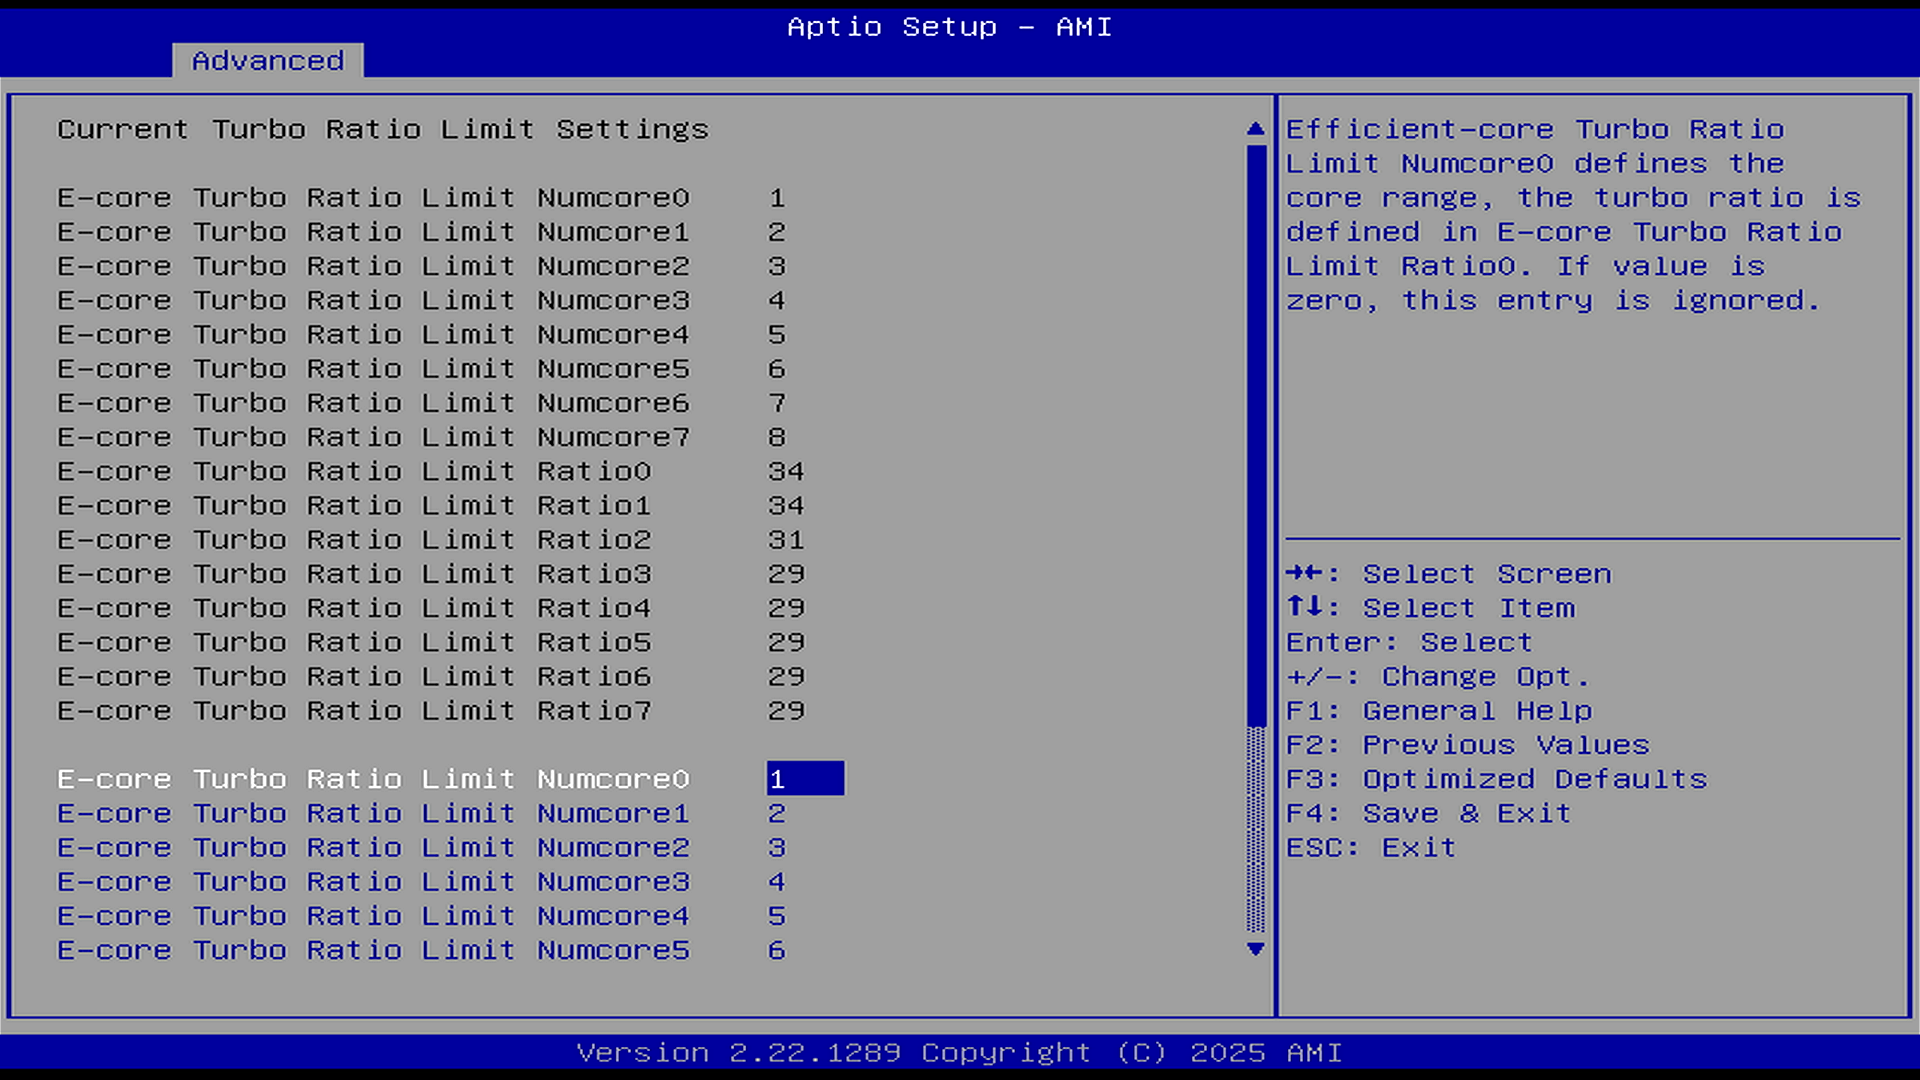 Aptio Setup - AMI
Advanced
Current Turbo Ratio Limit Settings
E-core Turbo Ratio Limit Numcore0 1
E-core Turbo Ratio Limit Numcore1 2
E-core Turbo Ratio Limit Numcore2 3
E-core Turbo Ratio Limit Numcore3 4
E-core Turbo Ratio Limit Numcore4 5
E-core Turbo Ratio Limit Numcore5 6
E-core Turbo Ratio Limit Numcore6 7
E-core Turbo Ratio Limit Numcore7 8
E-core Turbo Ratio Limit Ratio0 34
E-core Turbo Ratio Limit Ratio1 34
E-core Turbo Ratio Limit Ratio2 31
E-core Turbo Ratio Limit Ratio3 29
E-core Turbo Ratio Limit Ratio4 29
E-core Turbo Ratio Limit Ratio5 29
E-core Turbo Ratio Limit Ratio6 29
E-core Turbo Ratio Limit Ratio7 29
E-core Turbo Ratio Limit Numcore0 1
E-core Turbo Ratio Limit Numcore1 2
E-core Turbo Ratio Limit Numcore2 3
E-core Turbo Ratio Limit Numcore3 4
E-core Turbo Ratio Limit Numcore4 5
E-core Turbo Ratio Limit Numcore5 6
Efficient-core Turbo Ratio
Limit Numcore0 defines the
core range, the turbo ratio is
defined in E-core Turbo Ratio
Limit Ratio0. If value is
zero, this entry is ignored.
→←: Select Screen
↑↓: Select Item
Enter: Select
+/-: Change Opt.
F1: General Help
F2: Previous Values
F3: Optimized Defaults
F4: Save & Exit
ESC: Exit
Version 2.22.1289 Copyright (C) 2025 AMI